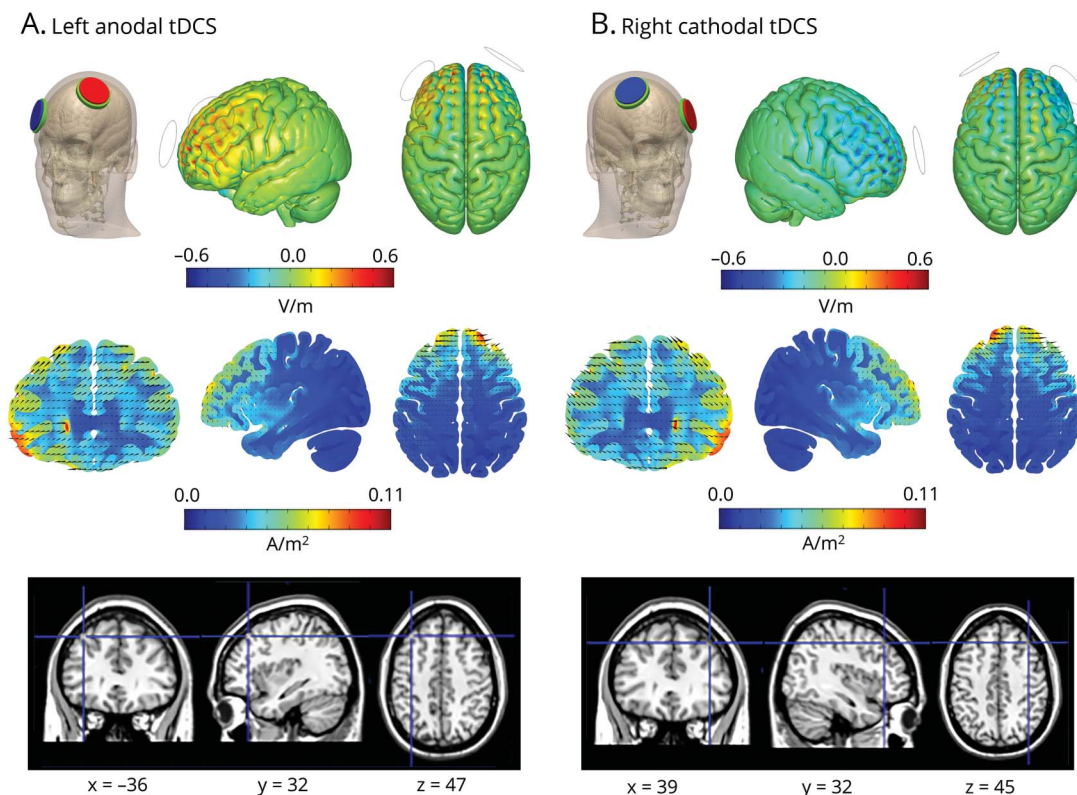 A. Left anodal tDCS
B. Right cathodal tDCS
–0.6 0.0 0.6
V/m
–0.6 0.0 0.6
V/m
0.0 0.11
A/m²
0.0 0.11
A/m²
x = –36 y = 32 z = 47
x = 39 y = 32 z = 45